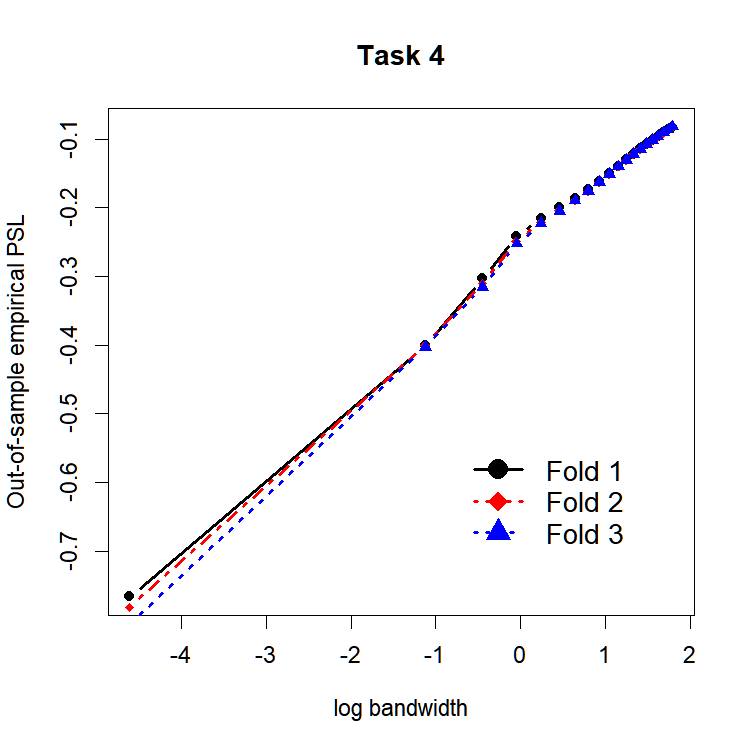 Task 4
Out-of-sample empirical PSL
-0.1
-0.2
-0.3
-0.4
-0.5
-0.6
-0.7
Fold 1
Fold 2
Fold 3
-4 -3 -2 -1 0 1 2
log bandwidth